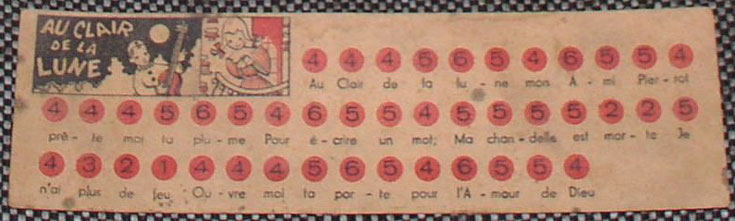 AU CLAIR
DE LA
LUNE
4 4 4 5 6 5 4 6 5 5 4
Au Clair de la lu - ne mon A - mi Pier - rot
4 4 4 5 6 5 4 6 5 5 4 5 5 5 5 2 2 5
prê - te moi ta plu - me Pour é - crire un mot; Ma chan - delle est mor - te Je
4 3 2 1 4 4 4 5 6 5 4 6 5 5 4
n'ai plus de feu Ou - vre moi ta por - te pour l'A - mour de Dieu